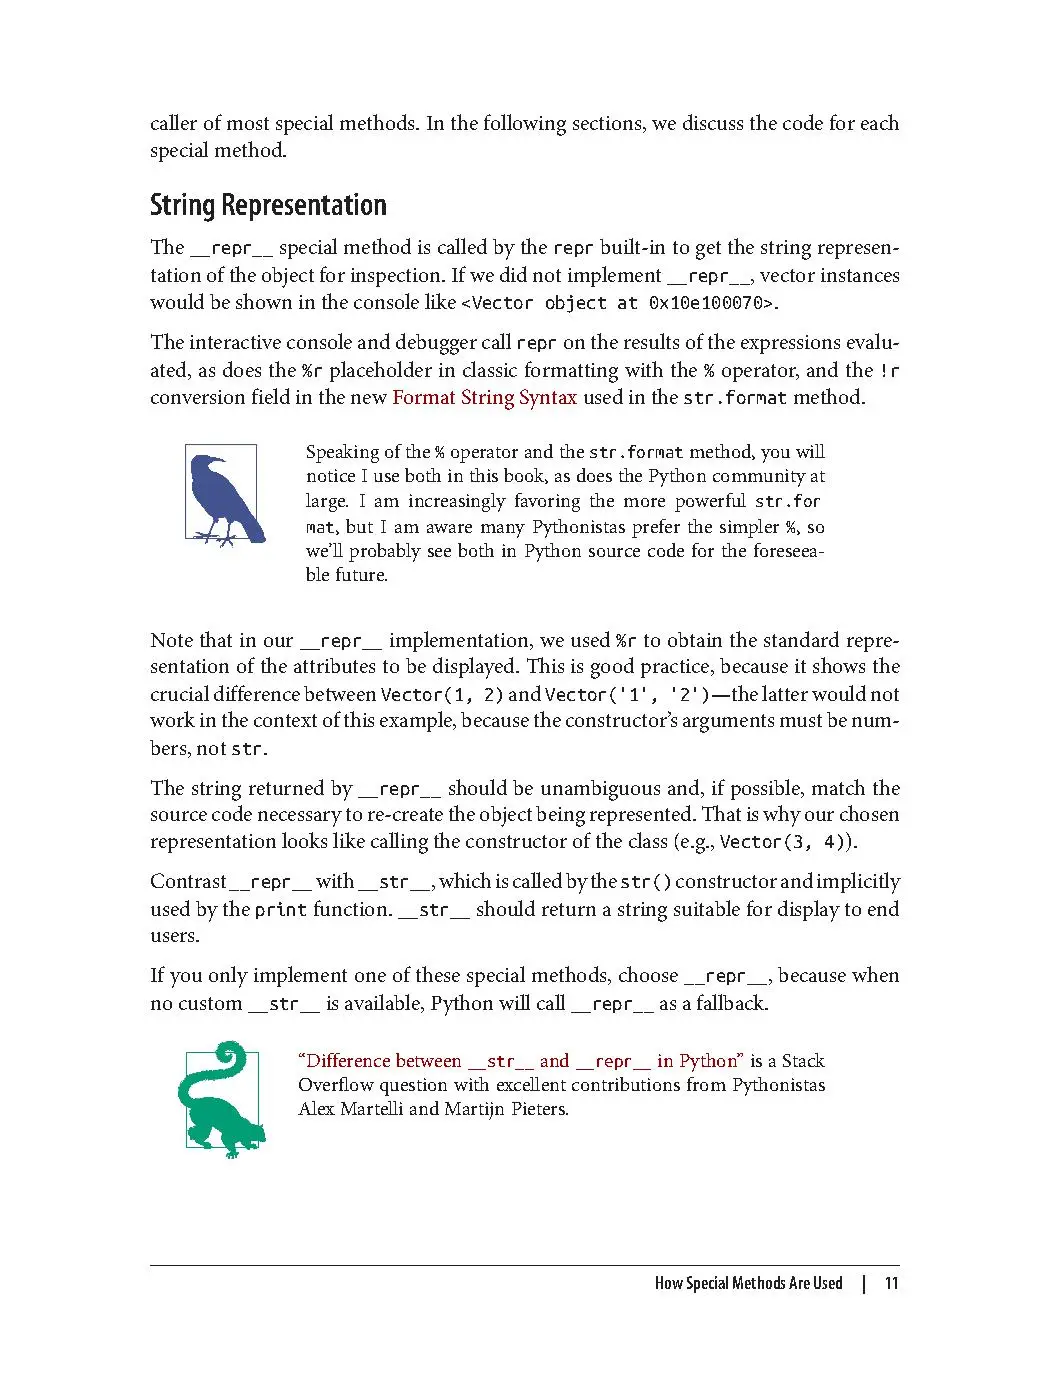 caller of most special methods. In the following sections, we discuss the code for each
special method.
String Representation
The __repr__ special method is called by the repr built-in to get the string represen-
tation of the object for inspection. If we did not implement __repr__, vector instances
would be shown in the console like <Vector object at 0x10e100070>.
The interactive console and debugger call repr on the results of the expressions evalu-
ated, as does the %r placeholder in classic formatting with the % operator, and the !r
conversion field in the new Format String Syntax used in the str.format method.
Speaking of the % operator and the str.format method, you will
notice I use both in this book, as does the Python community at
large. I am increasingly favoring the more powerful str.for
mat, but I am aware many Pythonistas prefer the simpler %, so
we'll probably see both in Python source code for the foreseea-
ble future.
Note that in our __repr__ implementation, we used %r to obtain the standard repre-
sentation of the attributes to be displayed. This is good practice, because it shows the
crucial difference between Vector(1, 2) and Vector('1', '2')—the latter would not
work in the context of this example, because the constructor's arguments must be num-
bers, not str.
The string returned by __repr__ should be unambiguous and, if possible, match the
source code necessary to re-create the object being represented. That is why our chosen
representation looks like calling the constructor of the class (e.g., Vector(3, 4)).
Contrast __repr__ with __str__, which is called by the str() constructor and implicitly
used by the print function. __str__ should return a string suitable for display to end
users.
If you only implement one of these special methods, choose __repr__, because when
no custom __str__ is available, Python will call __repr__ as a fallback.
“Difference between __str__ and __repr__ in Python” is a Stack
Overflow question with excellent contributions from Pythonistas
Alex Martelli and Martijn Pieters.
How Special Methods Are Used | 11